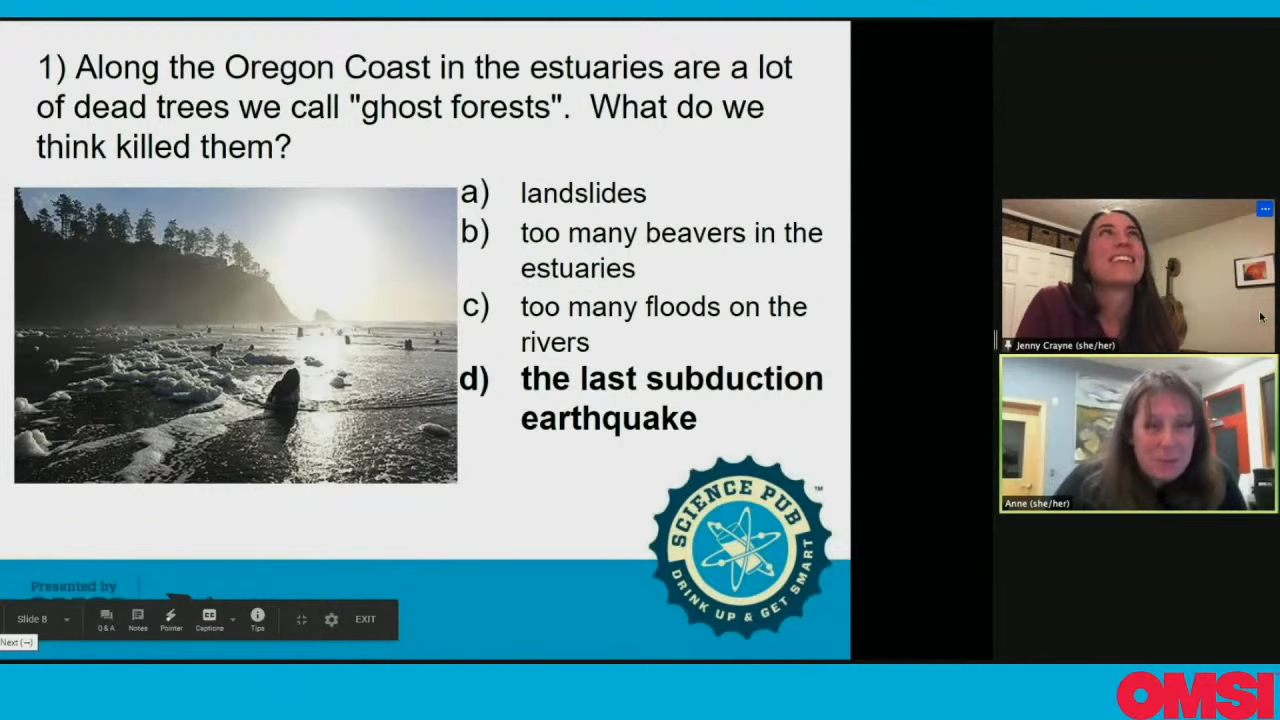 1) Along the Oregon Coast in the estuaries are a lot
of dead trees we call "ghost forests".  What do we
think killed them?
a) landslides
b) too many beavers in the
estuaries
c) too many floods on the
rivers
d) the last subduction
earthquake
SCIENCE PUB
DRINK UP & GET SMART
™
Presented by
Slide 8
Q & A
Notes
Pointer
Captions
Tips
EXIT
Next (→)
Jenny Crayne (she/her)
Anne (she/her)
OMSI